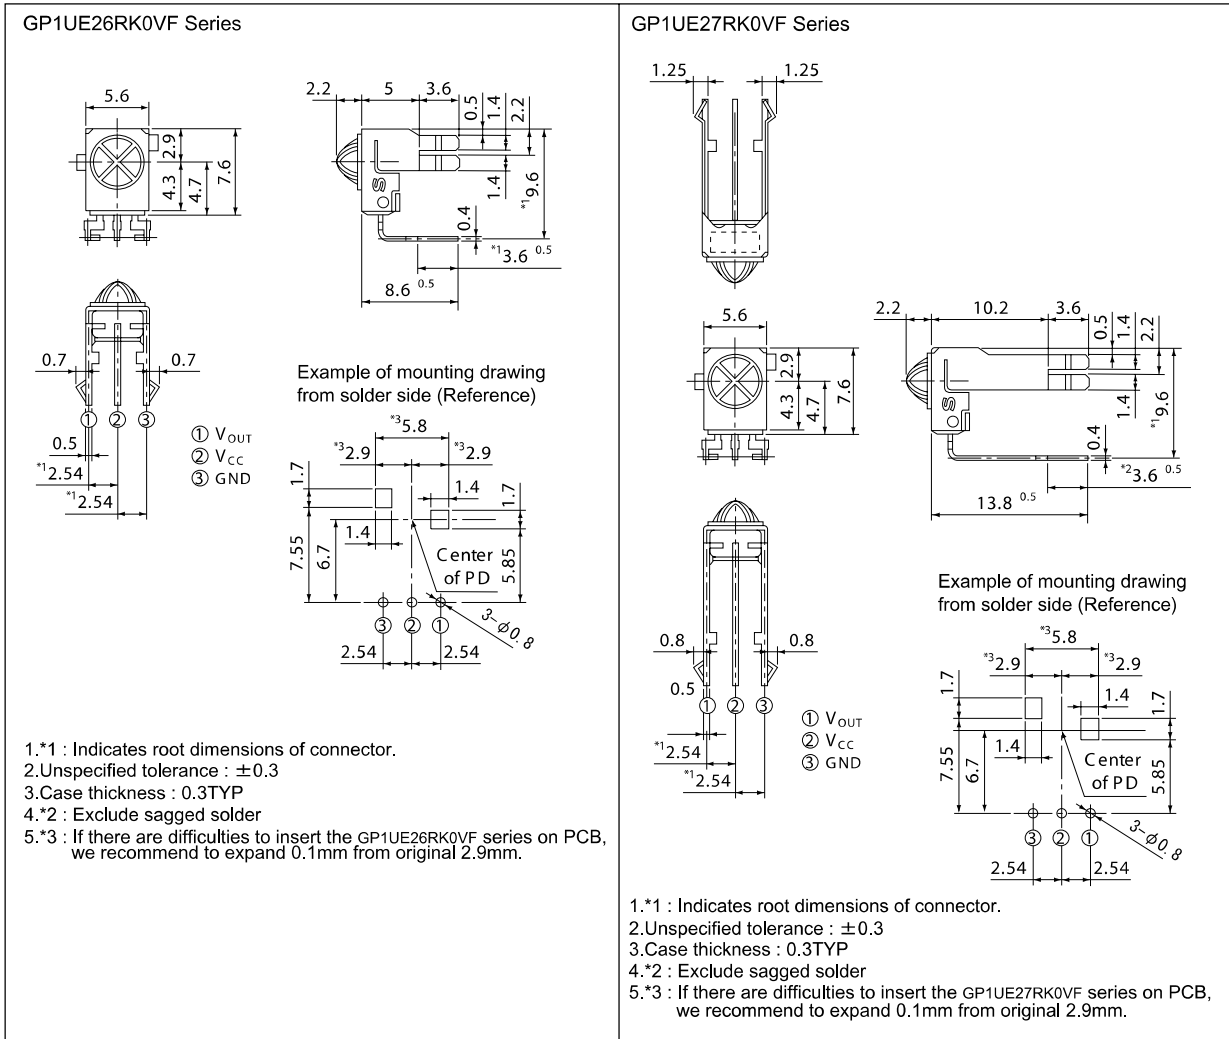 GP1UE26RK0VF Series
5.6
2.9
4.3
4.7
7.6
2.2
5
3.6
0.5
1.4
2.2
1.4
*19.6
0.4
*13.6 0.5
8.6 0.5
0.7
0.7
① ② ③
0.5
*12.54
*12.54
① VOUT
② VCC
③ GND
Example of mounting drawing
from solder side (Reference)
*35.8
*32.9
*32.9
1.7
1.4
1.7
1.4
7.55
6.7
5.85
Center
of PD
③ ② ①
3-φ0.8
2.54
2.54
1.*1 : Indicates root dimensions of connector.
2.Unspecified tolerance : ±0.3
3.Case thickness : 0.3TYP
4.*2 : Exclude sagged solder
5.*3 : If there are difficulties to insert the GP1UE26RK0VF series on PCB,
we recommend to expand 0.1mm from original 2.9mm.
GP1UE27RK0VF Series
1.25
1.25
5.6
2.9
4.3
4.7
7.6
2.2
10.2
3.6
0.5
1.4
2.2
1.4
*19.6
0.4
*23.6 0.5
13.8 0.5
0.8
0.8
0.5
① ② ③
*12.54
*12.54
① VOUT
② VCC
③ GND
Example of mounting drawing
from solder side (Reference)
*35.8
*32.9
*32.9
1.7
1.4
1.7
1.4
7.55
6.7
5.85
Center
of PD
③ ② ①
3-φ0.8
2.54
2.54
1.*1 : Indicates root dimensions of connector.
2.Unspecified tolerance : ±0.3
3.Case thickness : 0.3TYP
4.*2 : Exclude sagged solder
5.*3 : If there are difficulties to insert the GP1UE27RK0VF series on PCB,
we recommend to expand 0.1mm from original 2.9mm.